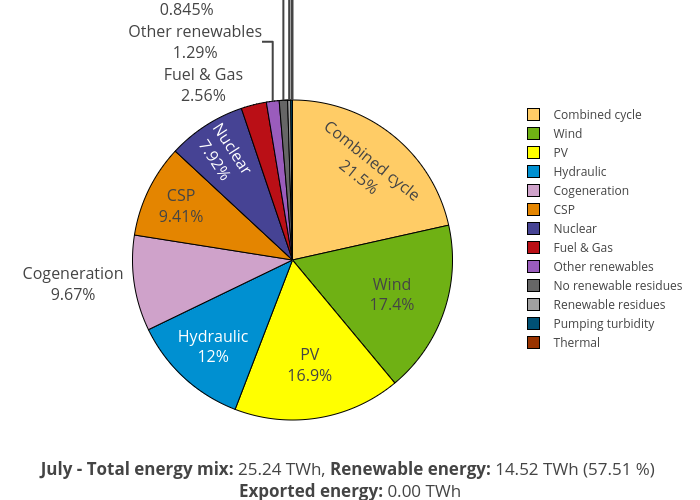 0.845%
Other renewables
1.29%
Fuel & Gas
2.56%
Nuclear
7.92%
Combined cycle
21.5%
CSP
9.41%
Cogeneration
9.67%
Wind
17.4%
Hydraulic
12%
PV
16.9%
Combined cycle
Wind
PV
Hydraulic
Cogeneration
CSP
Nuclear
Fuel & Gas
Other renewables
No renewable residues
Renewable residues
Pumping turbidity
Thermal
July - Total energy mix: 25.24 TWh, Renewable energy: 14.52 TWh (57.51 %)
Exported energy: 0.00 TWh